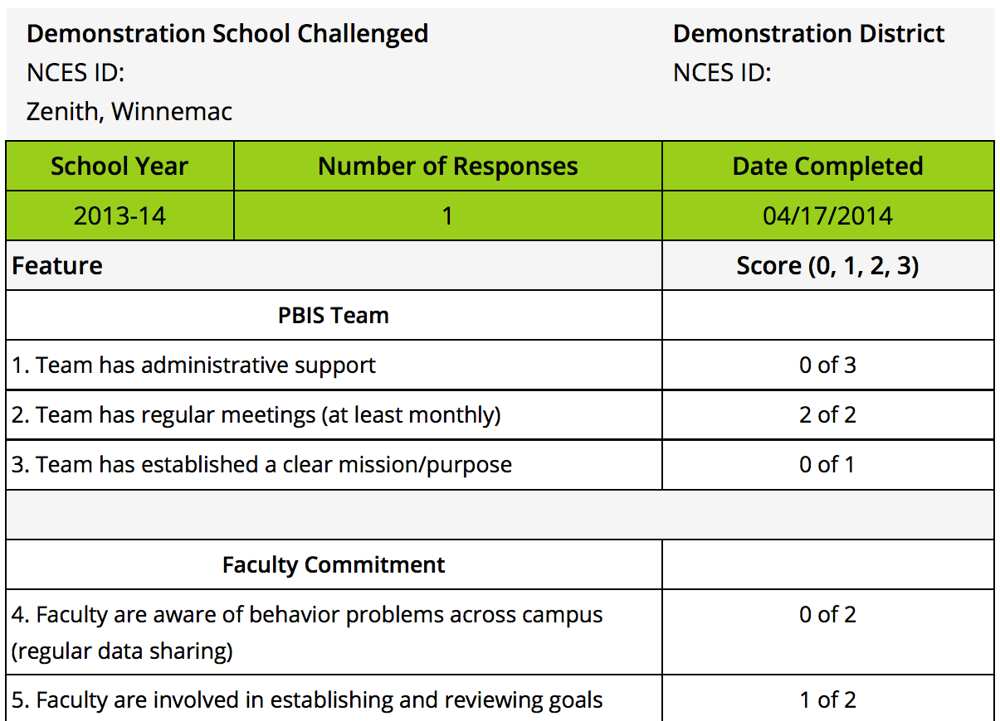 Demonstration School Challenged Demonstration District
NCES ID: NCES ID:
Zenith, Winnemac
School Year Number of Responses Date Completed
2013-14 1 04/17/2014
Feature Score (0, 1, 2, 3)
PBIS Team
1. Team has administrative support 0 of 3
2. Team has regular meetings (at least monthly) 2 of 2
3. Team has established a clear mission/purpose 0 of 1
Faculty Commitment
4. Faculty are aware of behavior problems across campus 0 of 2
(regular data sharing)
5. Faculty are involved in establishing and reviewing goals 1 of 2